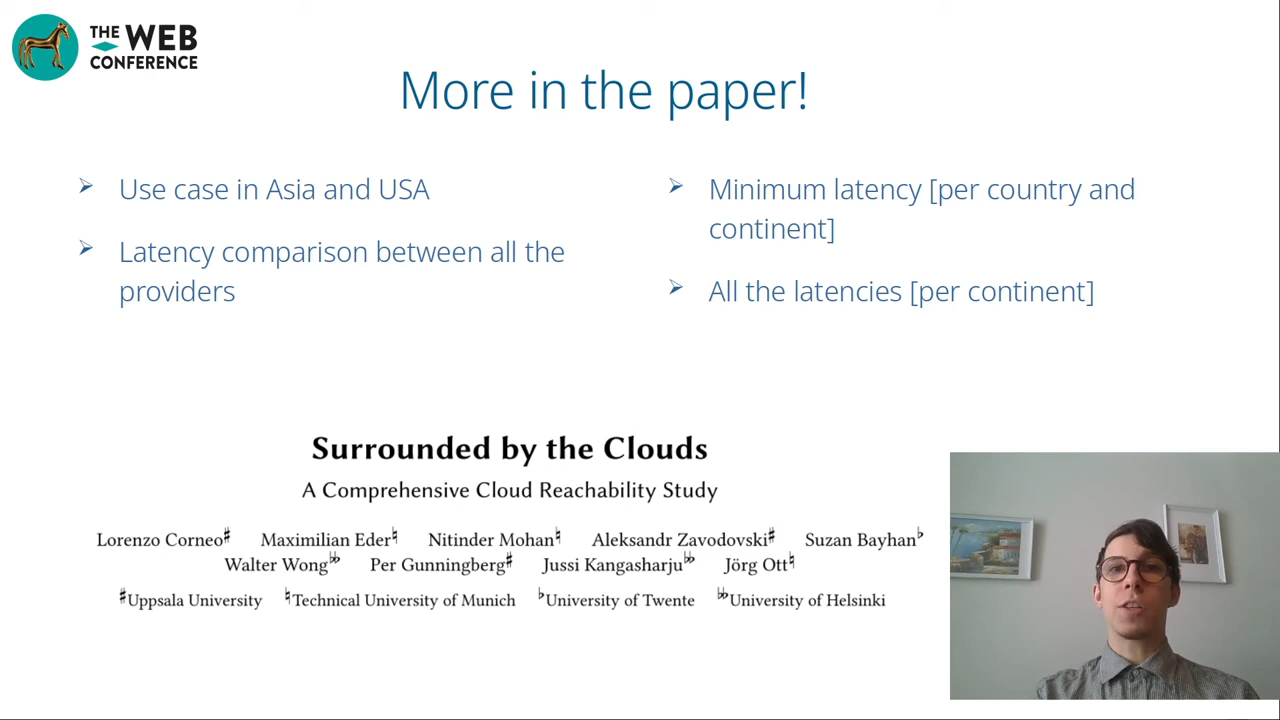 THE WEB
CONFERENCE
More in the paper!
➢ Use case in Asia and USA
➢ Latency comparison between all the
providers
➢ Minimum latency [per country and
continent]
➢ All the latencies [per continent]
Surrounded by the Clouds
A Comprehensive Cloud Reachability Study
Lorenzo Corneo♯ Maximilian Eder♮ Nitinder Mohan♮ Aleksandr Zavodovski♯ Suzan Bayhan♭
Walter Wong♭♭ Per Gunningberg♯ Jussi Kangasharju♭♭ Jörg Ott♮
♯Uppsala University ♮Technical University of Munich ♭University of Twente ♭♭University of Helsinki